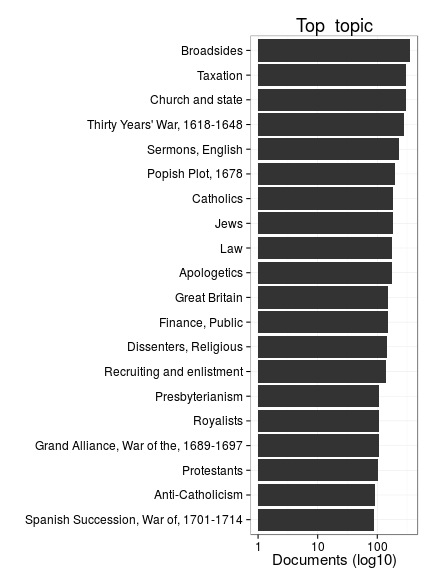 Top topic
Broadsides
Taxation
Church and state
Thirty Years' War, 1618-1648
Sermons, English
Popish Plot, 1678
Catholics
Jews
Law
Apologetics
Great Britain
Finance, Public
Dissenters, Religious
Recruiting and enlistment
Presbyterianism
Royalists
Grand Alliance, War of the, 1689-1697
Protestants
Anti-Catholicism
Spanish Succession, War of, 1701-1714
1 10 100
Documents (log10)